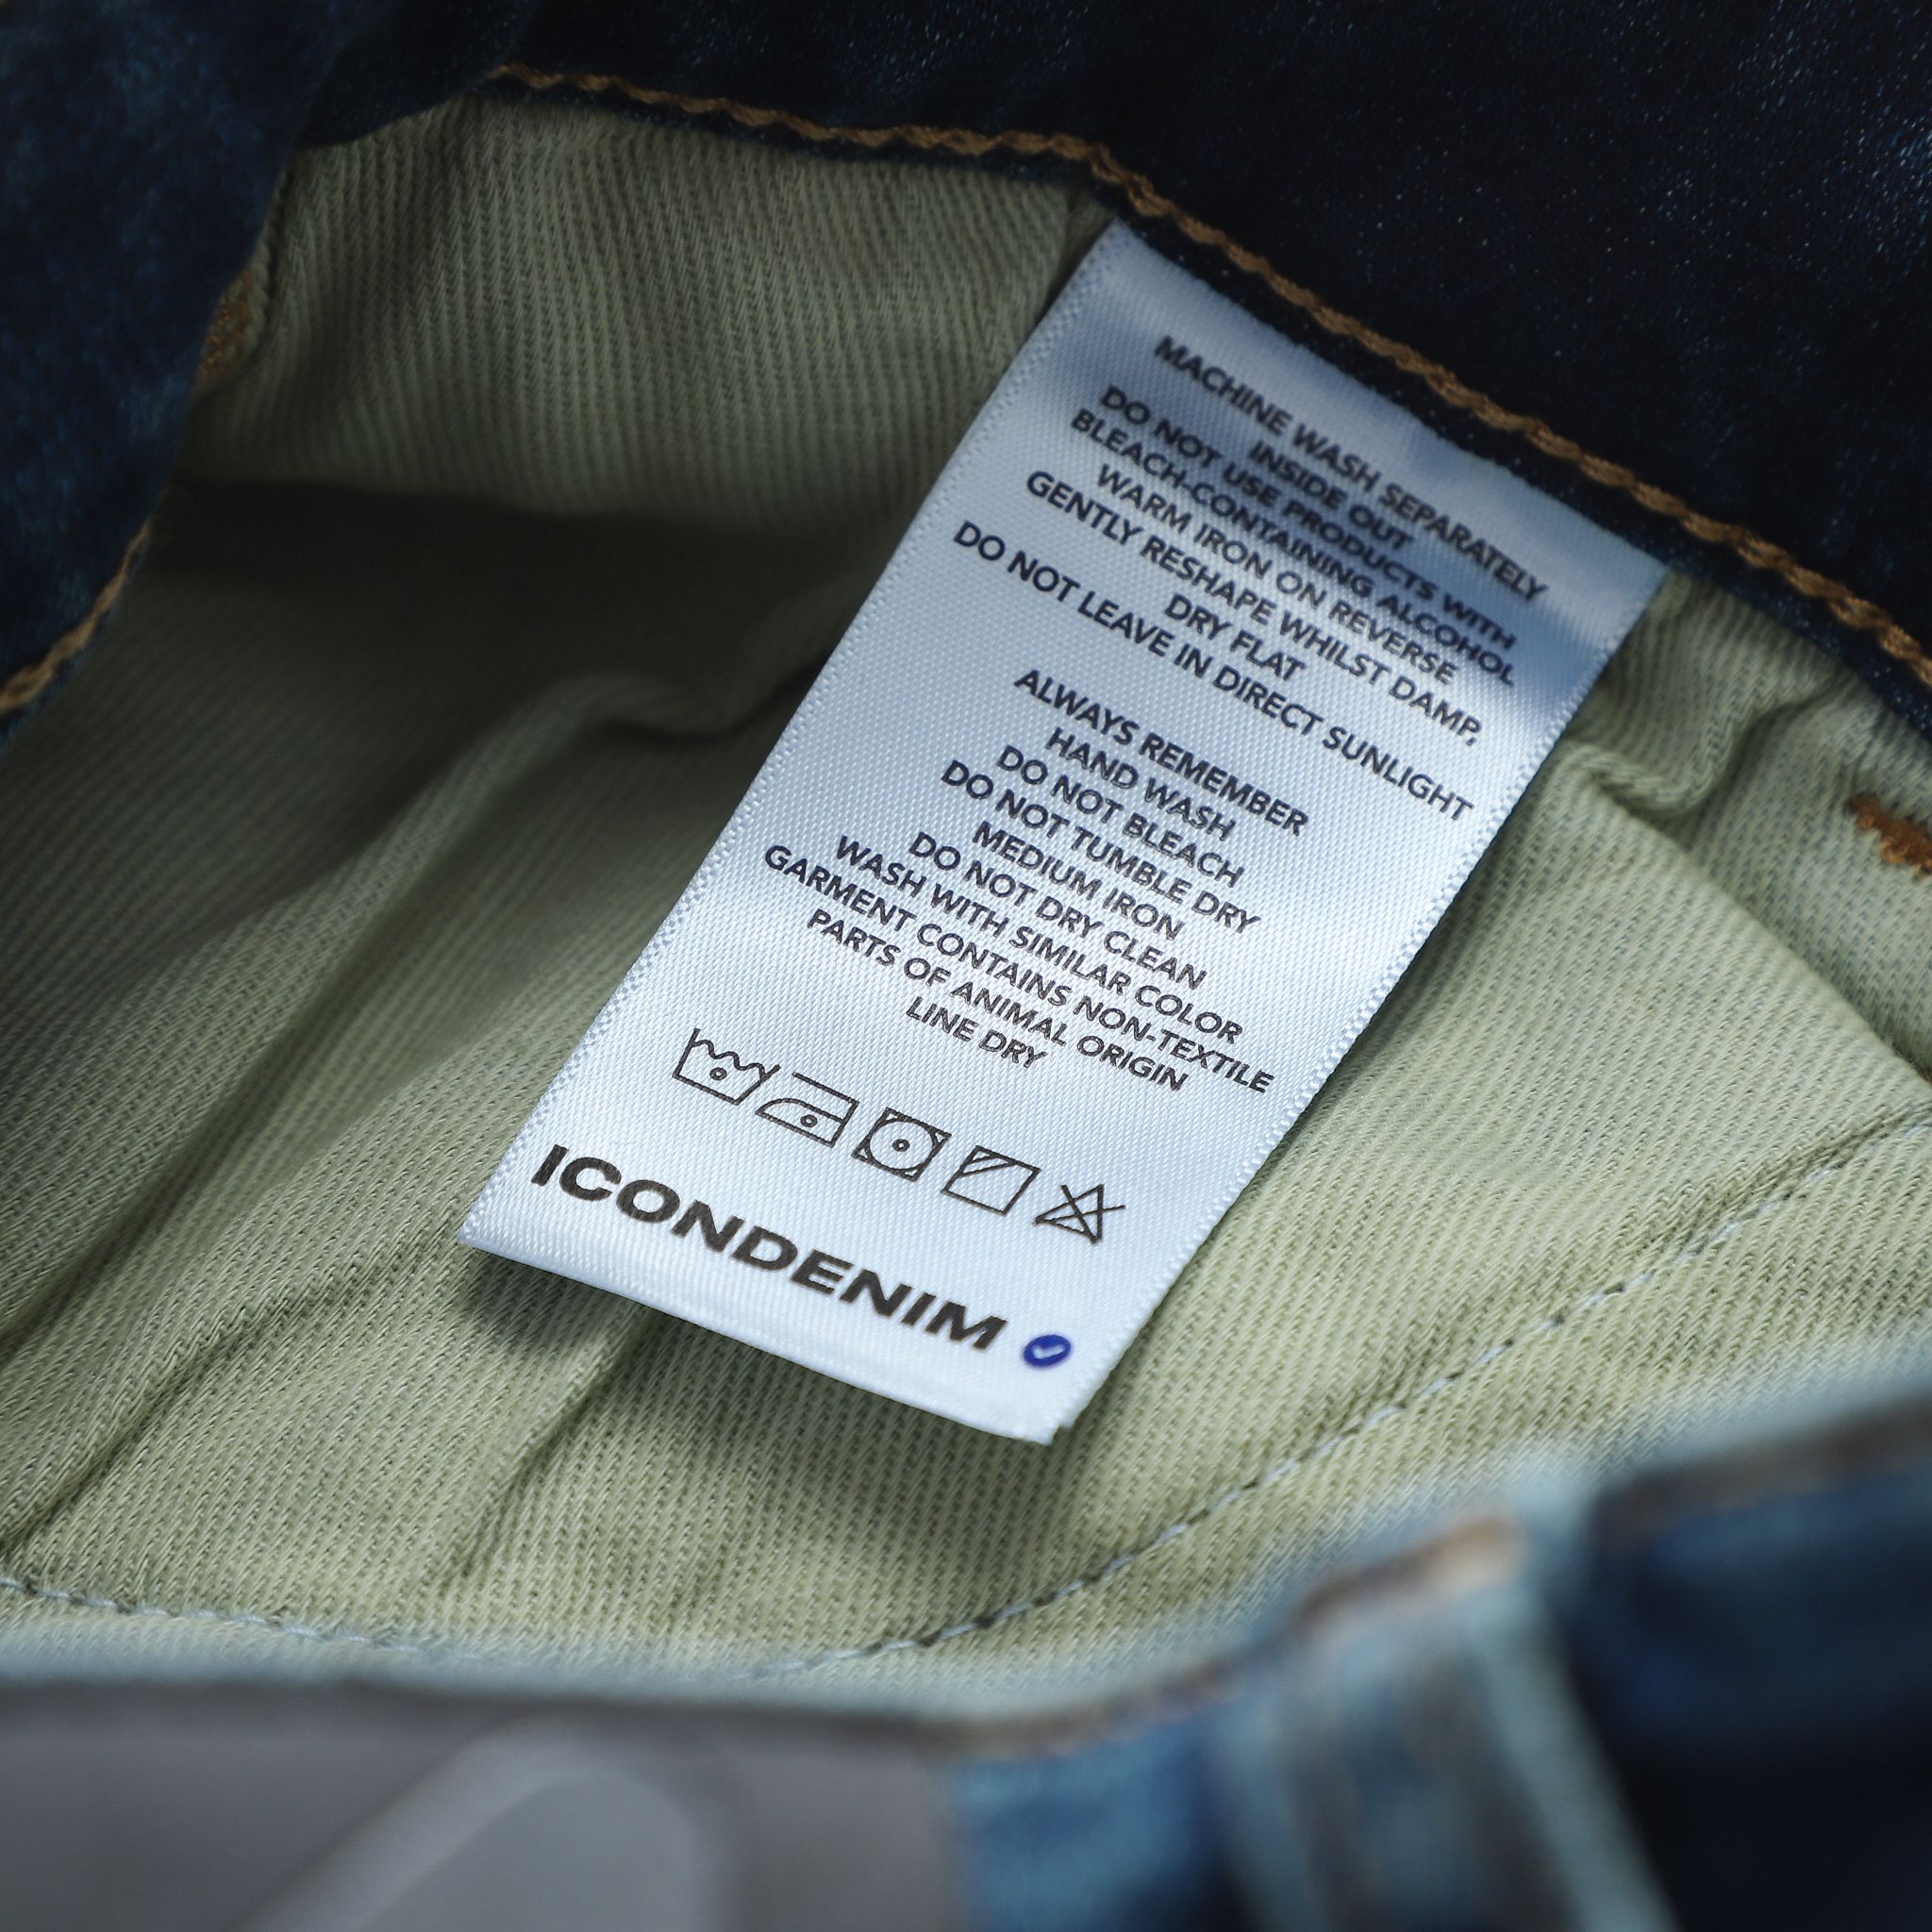 MACHINE WASH SEPARATELY
INSIDE OUT
DO NOT USE PRODUCTS WITH
BLEACH-CONTAINING ALCOHOL
WARM IRON ON REVERSE
GENTLY RESHAPE WHILST DAMP,
DRY FLAT
DO NOT LEAVE IN DIRECT SUNLIGHT
ALWAYS REMEMBER
HAND WASH
DO NOT BLEACH
DO NOT TUMBLE DRY
MEDIUM IRON
DO NOT DRY CLEAN
WASH WITH SIMILAR COLOR
GARMENT CONTAINS NON-TEXTILE
PARTS OF ANIMAL ORIGIN
LINE DRY
ICONDENIM